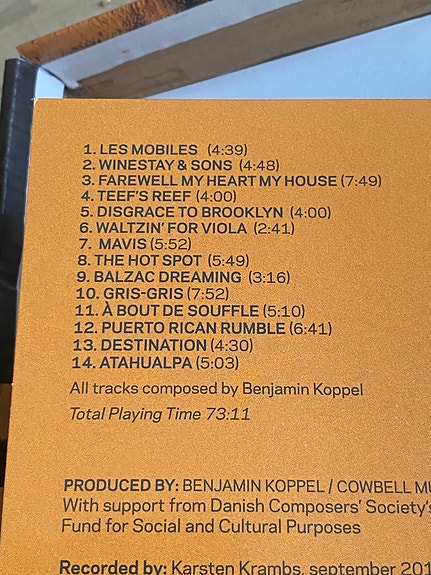 1. LES MOBILES (4:39)
2. WINESTAY & SONS (4:48)
3. FAREWELL MY HEART MY HOUSE (7:49)
4. TEEF'S REEF (4:00)
5. DISGRACE TO BROOKLYN (4:00)
6. WALTZIN' FOR VIOLA (2:41)
7. MAVIS (5:52)
8. THE HOT SPOT (5:49)
9. BALZAC DREAMING (3:16)
10. GRIS-GRIS (7:52)
11. À BOUT DE SOUFFLE (5:10)
12. PUERTO RICAN RUMBLE (6:41)
13. DESTINATION (4:30)
14. ATAHUALPA (5:03)
All tracks composed by Benjamin Koppel
Total Playing Time 73:11
PRODUCED BY: BENJAMIN KOPPEL / COWBELL MU
With support from Danish Composers' Society's
Fund for Social and Cultural Purposes
Recorded by: Karsten Krambs, september 201